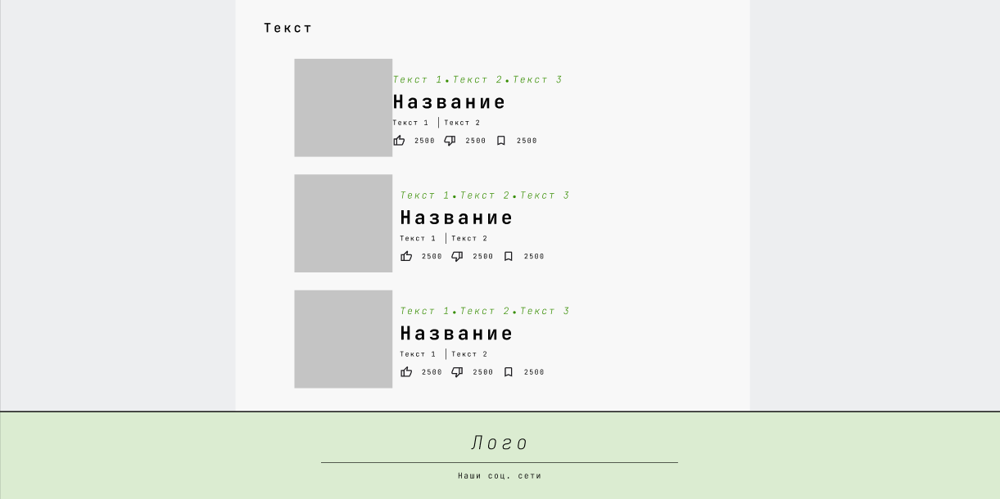 Текст
Текст 1•Текст 2•Текст 3
Название
Текст 1 | Текст 2
2500 2500 2500
Текст 1•Текст 2•Текст 3
Название
Текст 1 | Текст 2
2500 2500 2500
Текст 1•Текст 2•Текст 3
Название
Текст 1 | Текст 2
2500 2500 2500
Лого
Наши соц. сети